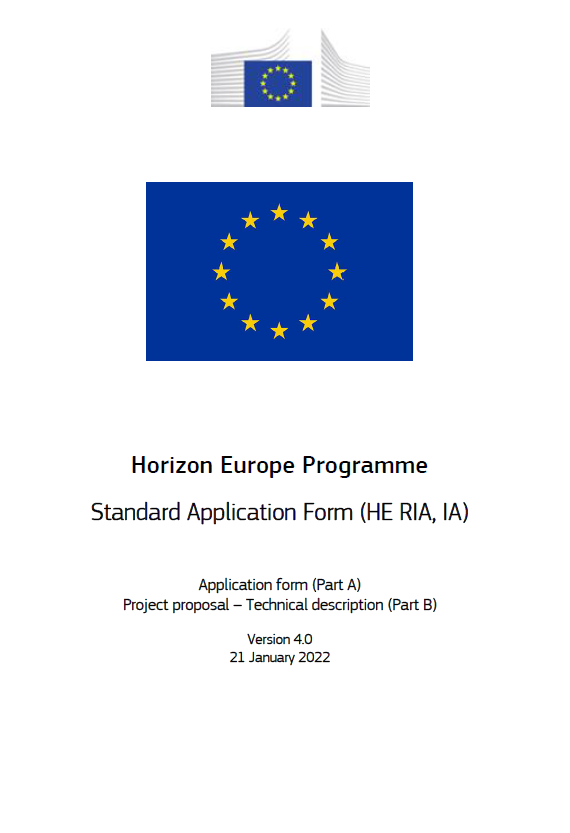 Horizon Europe Programme
Standard Application Form (HE RIA, IA)
Application form (Part A)
Project proposal – Technical description (Part B)
Version 4.0
21 January 2022